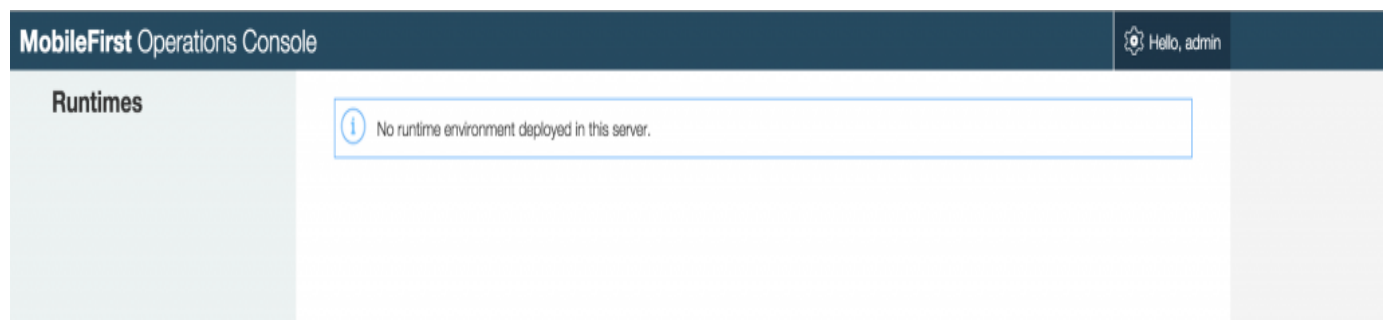 MobileFirst Operations Console
Hello, admin
Runtimes
No runtime environment deployed in this server.